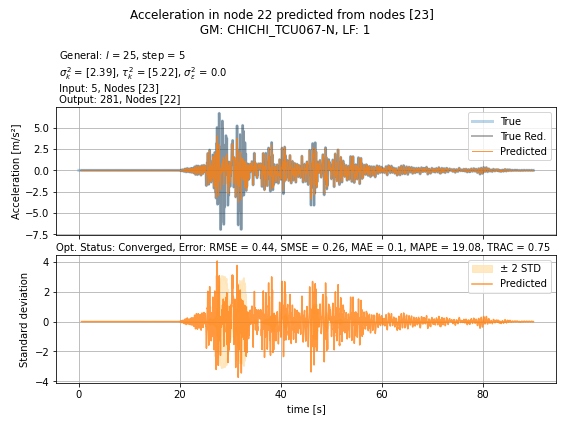 Acceleration in node 22 predicted from nodes [23]
GM: CHICHI_TCU067-N, LF: 1
General: l = 25, step = 5
σ²ₖ = [2.39], τ²ₖ = [5.22], σ²ε = 0.0
Input: 5, Nodes [23]
Output: 281, Nodes [22]
True
True Red.
Predicted
Acceleration [m/s²]
5.0
2.5
0.0
−2.5
−5.0
−7.5
Opt. Status: Converged, Error: RMSE = 0.44, SMSE = 0.26, MAE = 0.1, MAPE = 19.08, TRAC = 0.75
± 2 STD
Predicted
Standard deviation
4
2
0
−2
−4
0 20 40 60 80
time [s]